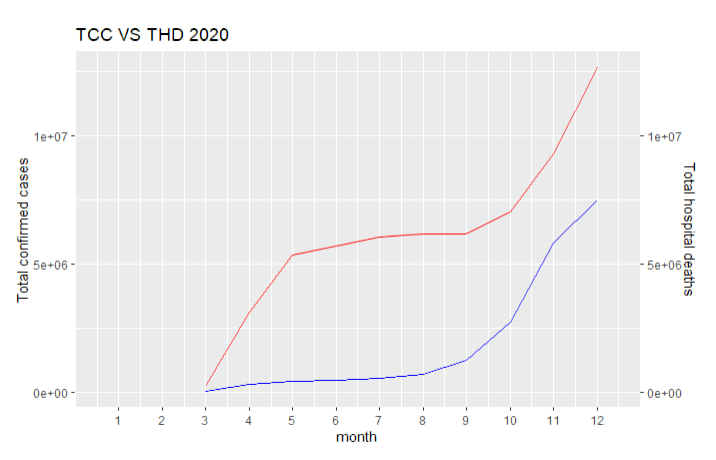 TCC VS THD 2020
1e+07
5e+06
0e+00
Total confirmed cases
1e+07
5e+06
0e+00
Total hospital deaths
1 2 3 4 5 6 7 8 9 10 11 12
month